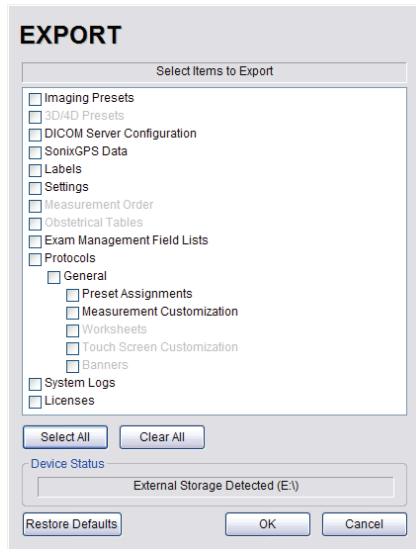 EXPORT
Select Items to Export
Imaging Presets
3D/4D Presets
DICOM Server Configuration
SonixGPS Data
Labels
Settings
Measurement Order
Obstetrical Tables
Exam Management Field Lists
Protocols
General
Preset Assignments
Measurement Customization
Worksheets
Touch Screen Customization
Banners
System Logs
Licenses
Select All Clear All
Device Status
External Storage Detected (E:\)
Restore Defaults OK Cancel